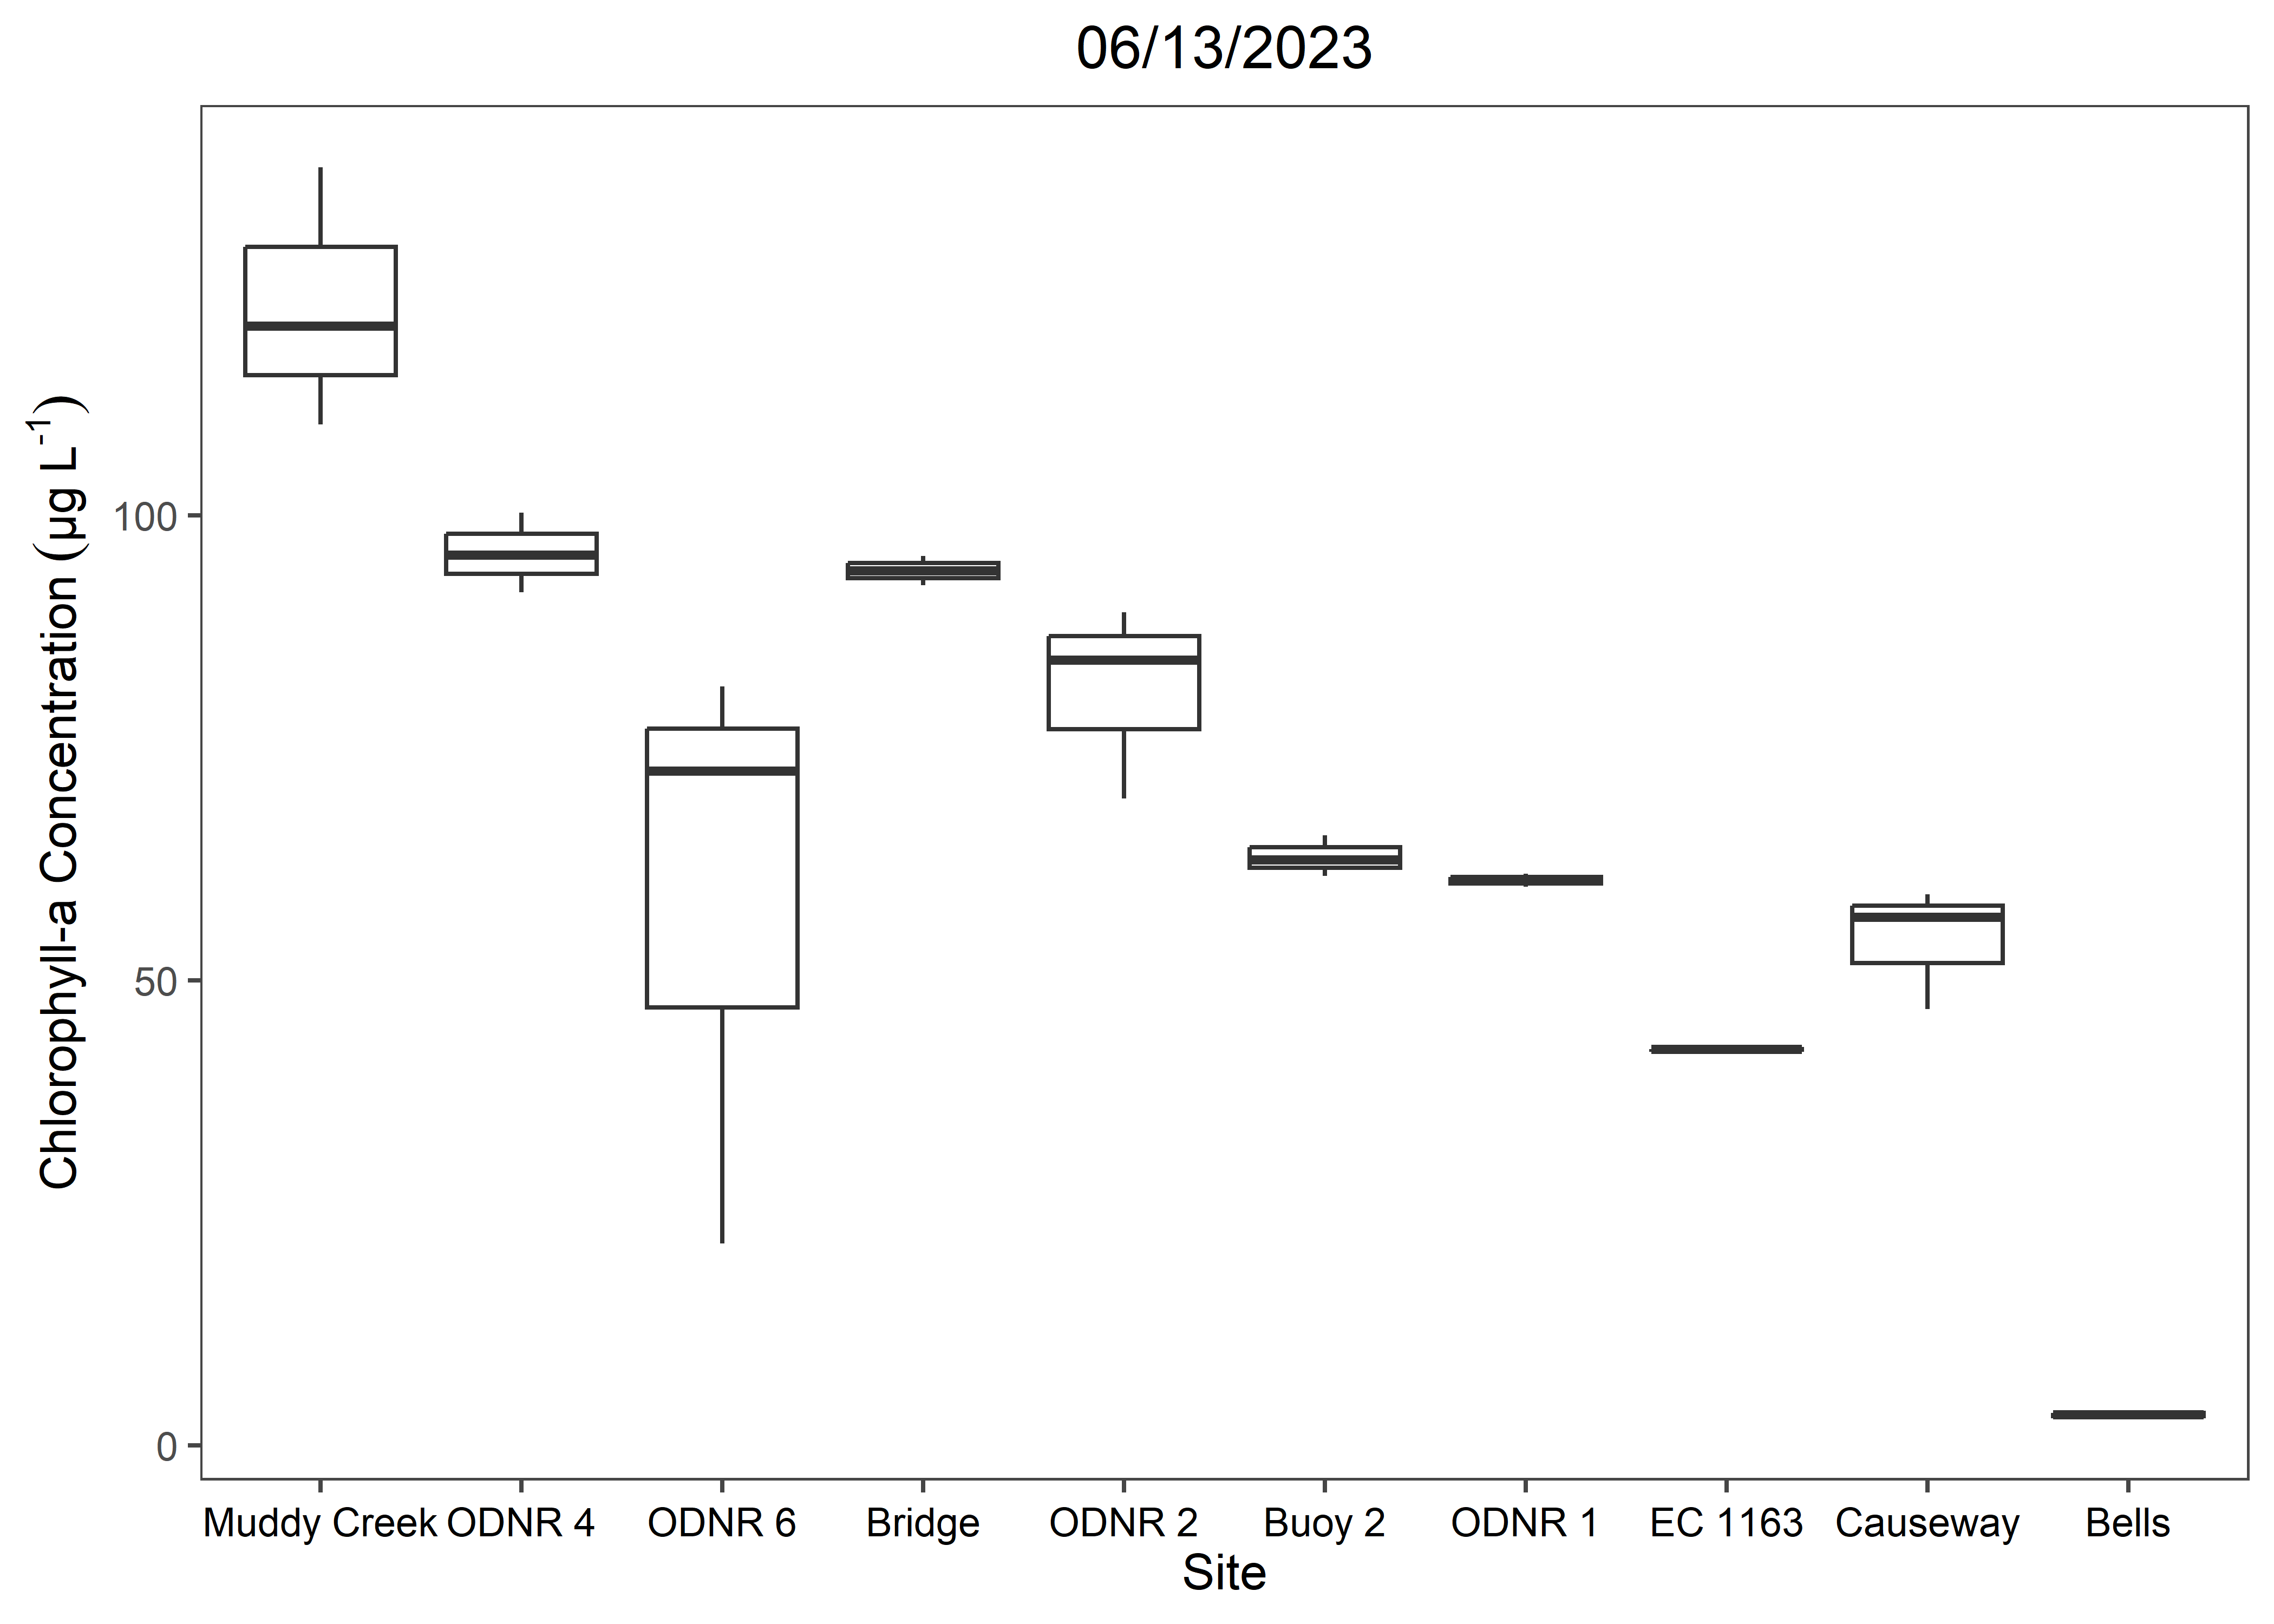 06/13/2023
Chlorophyll-a Concentration (µg L⁻¹)
100
50
0
Muddy Creek ODNR 4 ODNR 6 Bridge ODNR 2 Buoy 2 ODNR 1 EC 1163 Causeway Bells
Site